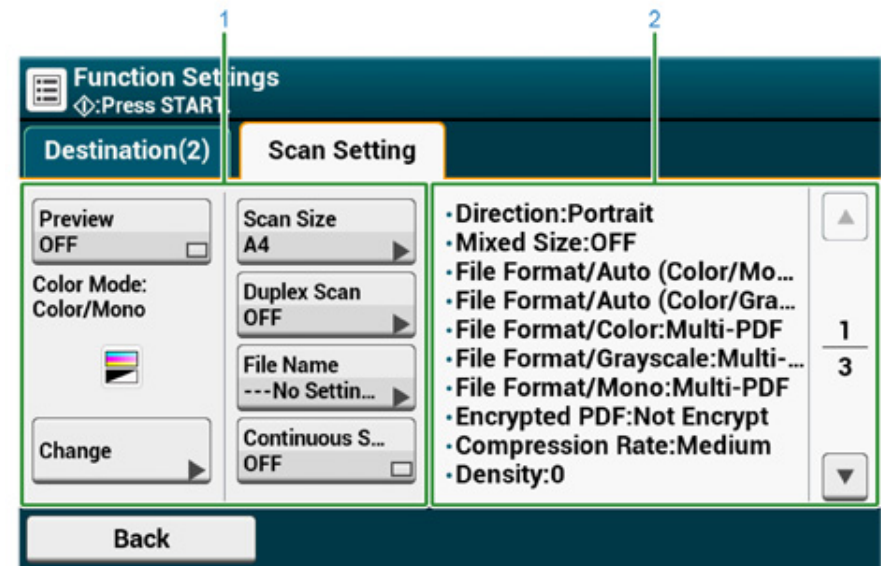 1 2
Function Settings
:Press START.
Destination(2) Scan Setting
Preview
OFF
Color Mode:
Color/Mono
Change
Scan Size
A4
Duplex Scan
OFF
File Name
---No Settin...
Continuous S...
OFF
·Direction:Portrait
·Mixed Size:OFF
·File Format/Auto (Color/Mo...
·File Format/Auto (Color/Gra...
·File Format/Color:Multi-PDF
·File Format/Grayscale:Multi-...
·File Format/Mono:Multi-PDF
·Encrypted PDF:Not Encrypt
·Compression Rate:Medium
·Density:0
1
3
Back